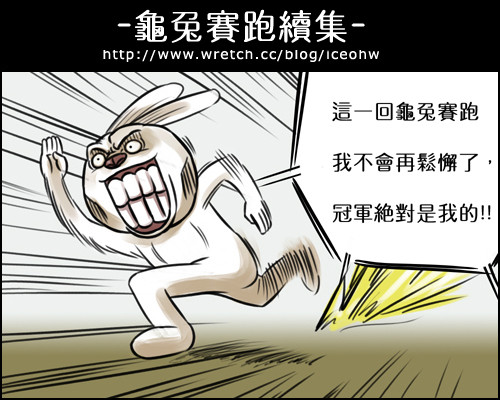 -龜兔賽跑續集-
http://www.wretch.cc/blog/iceohw
這一回龜兔賽跑
我不會再鬆懈了，
冠軍絕對是我的!!